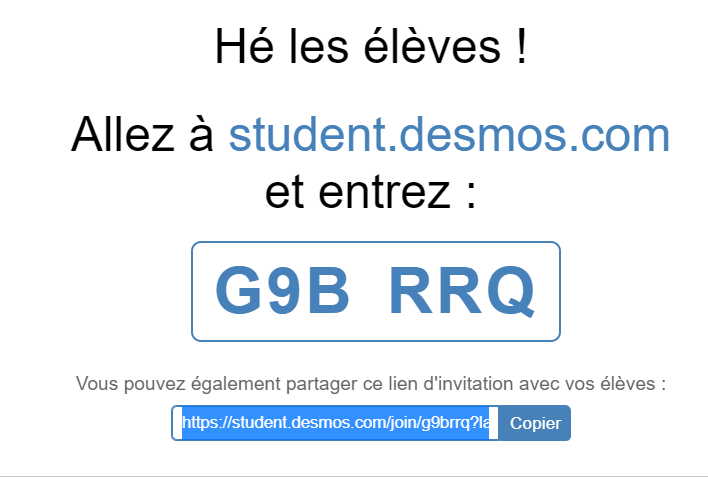 Hé les élèves !
Allez à student.desmos.com
et entrez :
G9B RRQ
Vous pouvez également partager ce lien d'invitation avec vos élèves :
https://student.desmos.com/join/g9brrq?la Copier